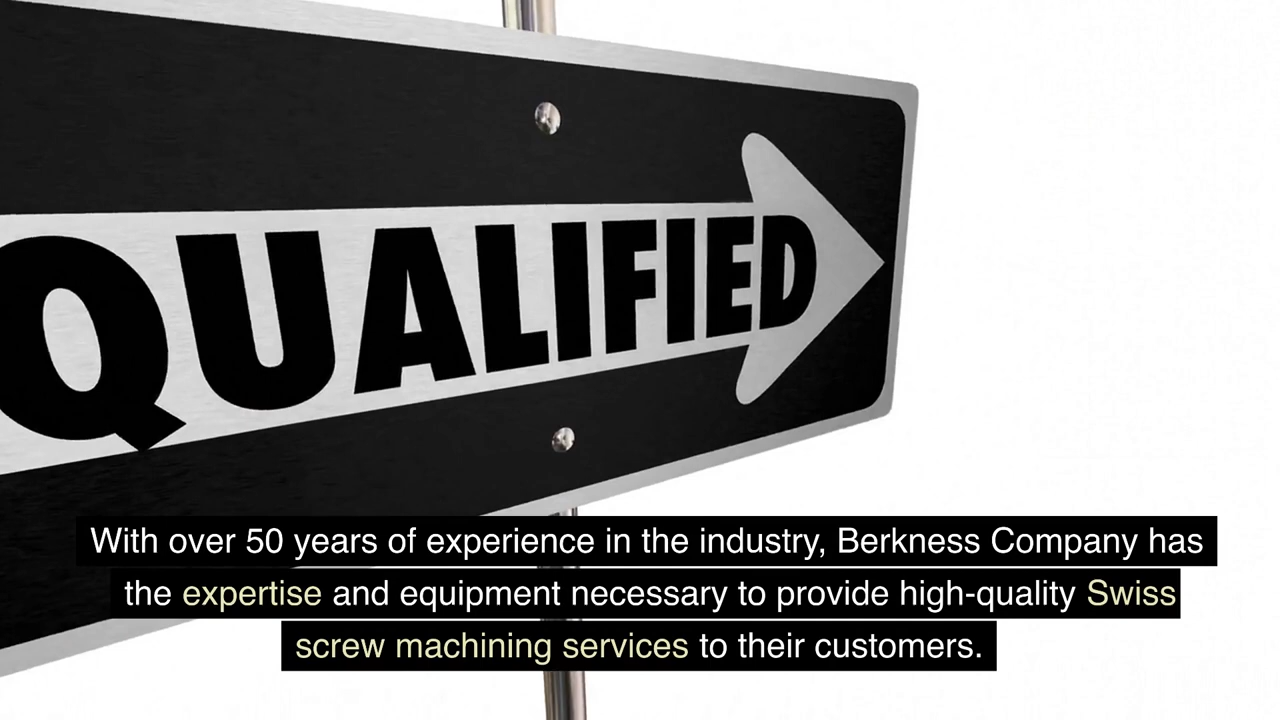 QUALIFIED
With over 50 years of experience in the industry, Berkness Company has
the expertise and equipment necessary to provide high-quality Swiss
screw machining services to their customers.